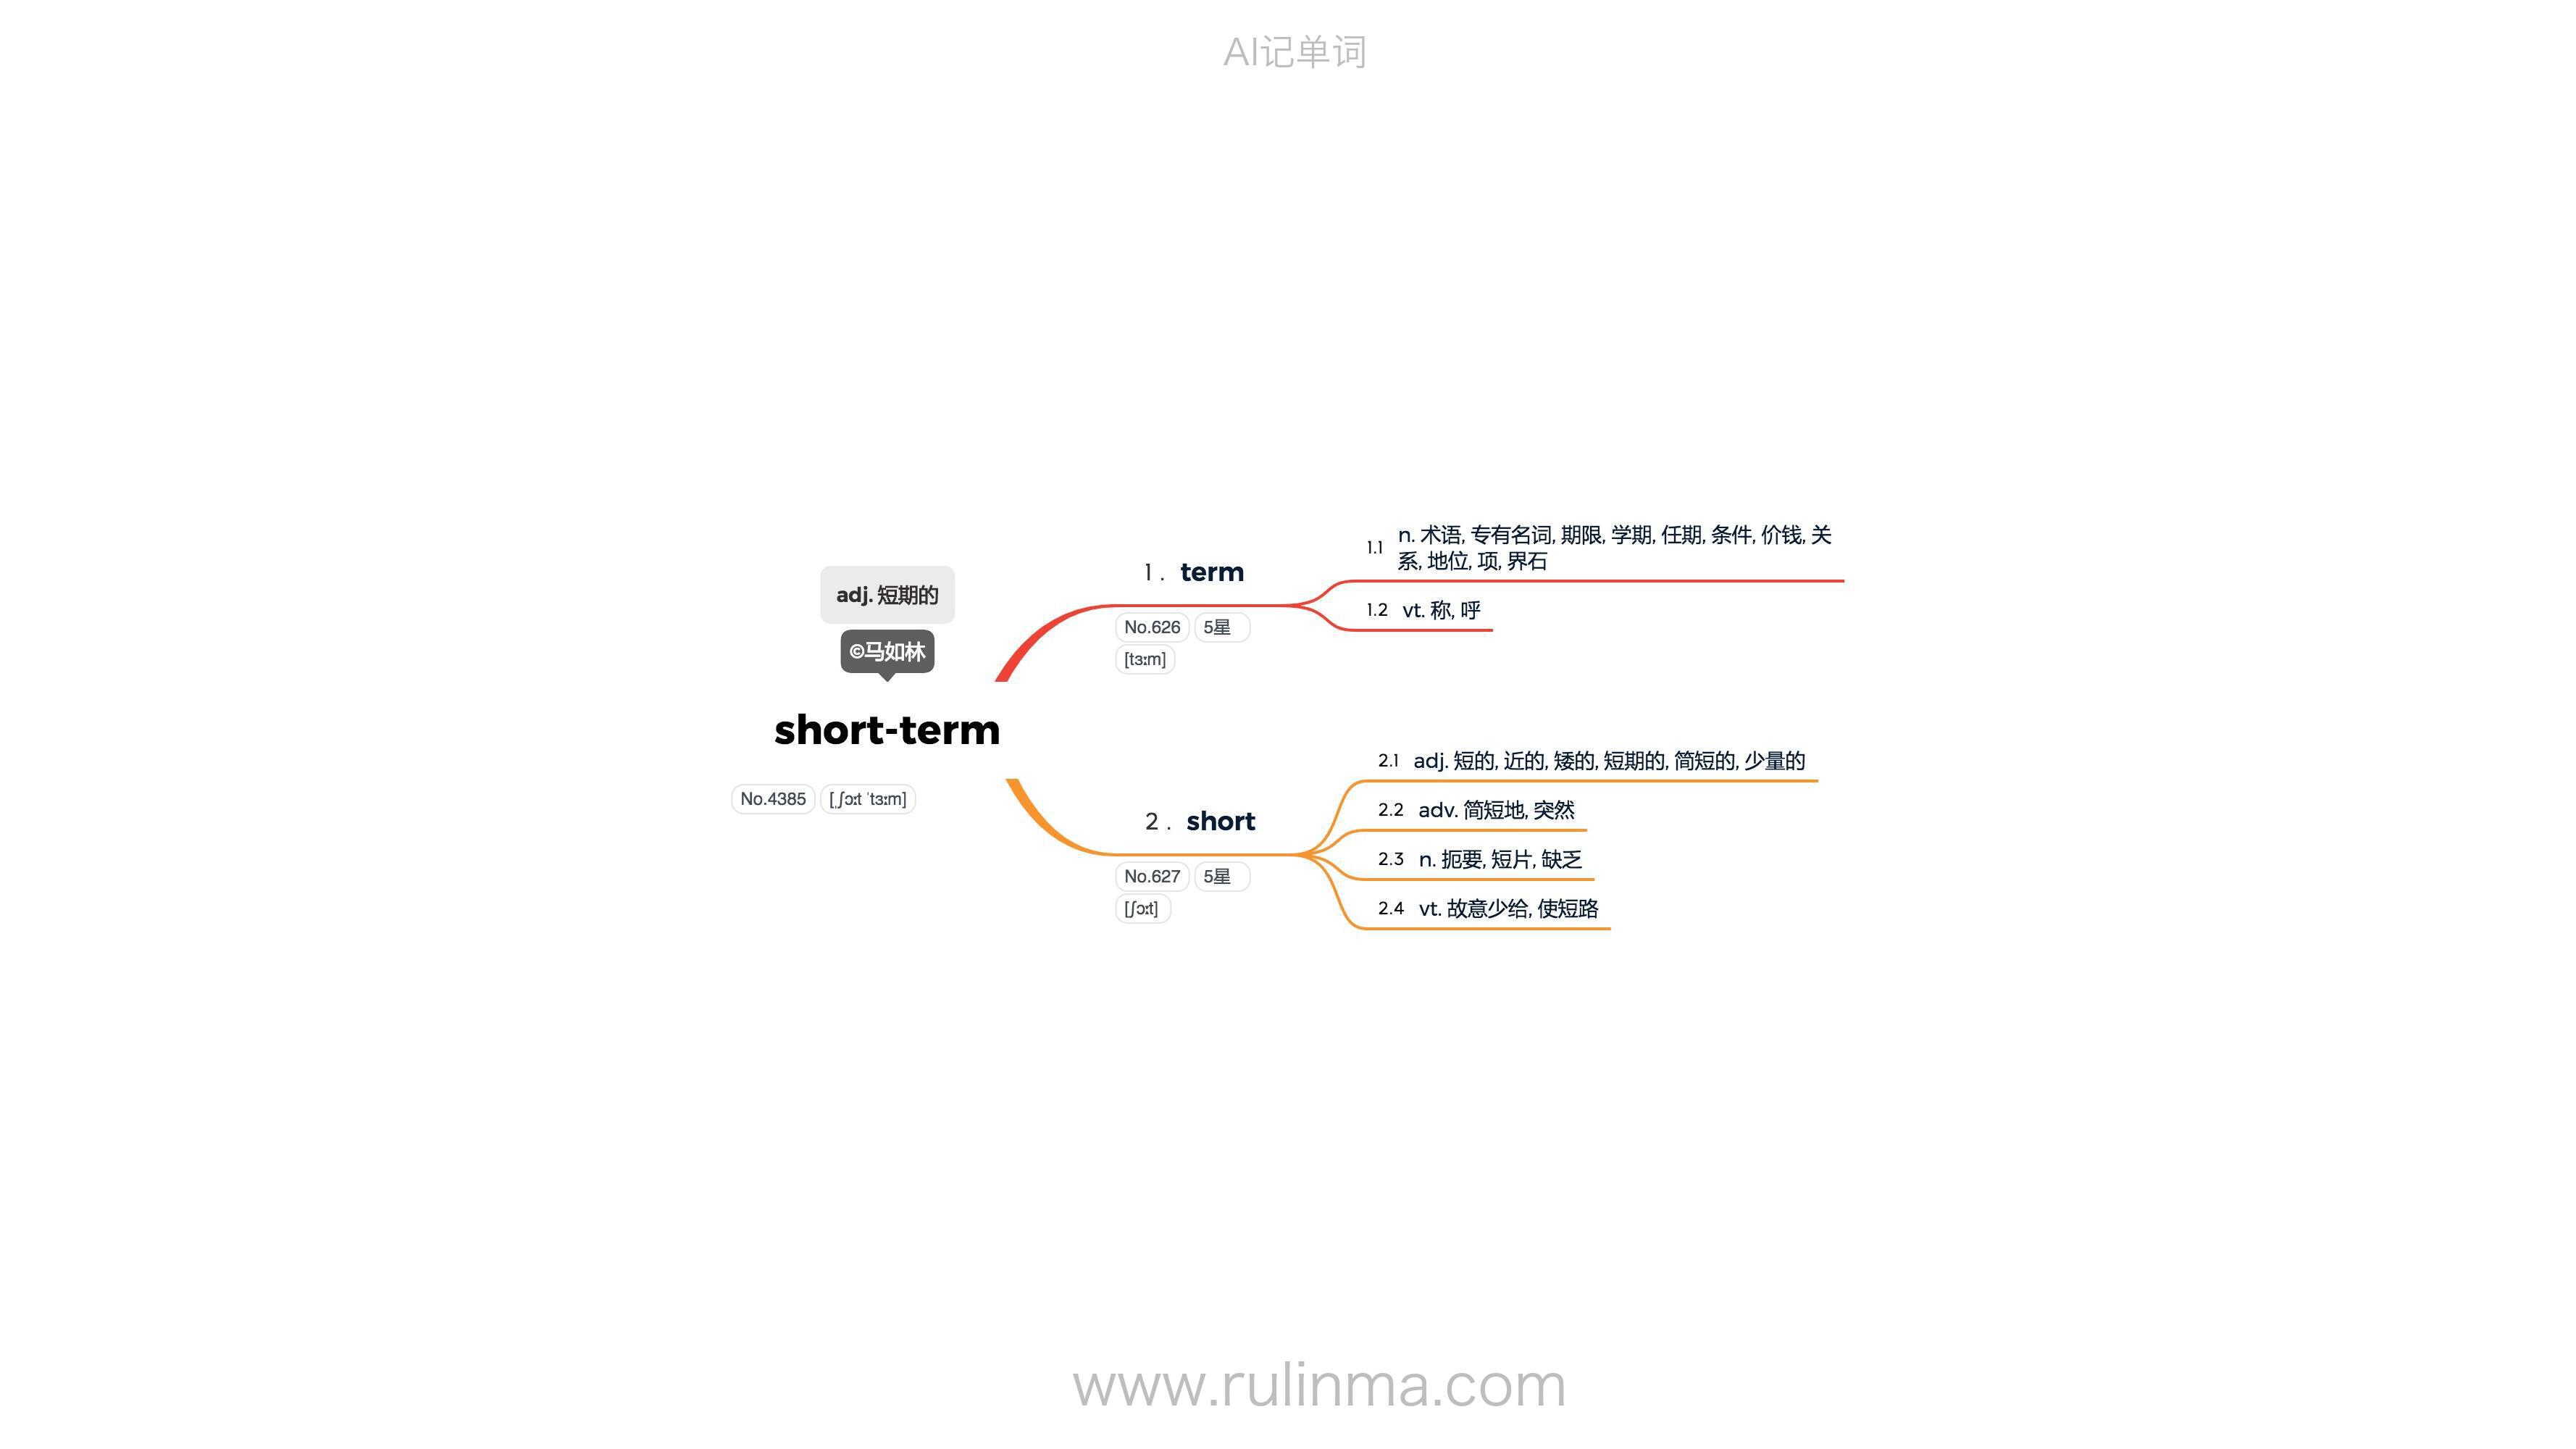 AI记单词
adj. 短期的
©马如林
short-term
No.4385 [ˌʃɔːt ˈtɜːm]
1. term
No.626 5星
[tɜːm]
1.1 n. 术语, 专有名词, 期限, 学期, 任期, 条件, 价钱, 关
系, 地位, 项, 界石
1.2 vt. 称, 呼
2. short
No.627 5星
[ʃɔːt]
2.1 adj. 短的, 近的, 矮的, 短期的, 简短的, 少量的
2.2 adv. 简短地, 突然
2.3 n. 扼要, 短片, 缺乏
2.4 vt. 故意少给, 使短路
www.rulinma.com